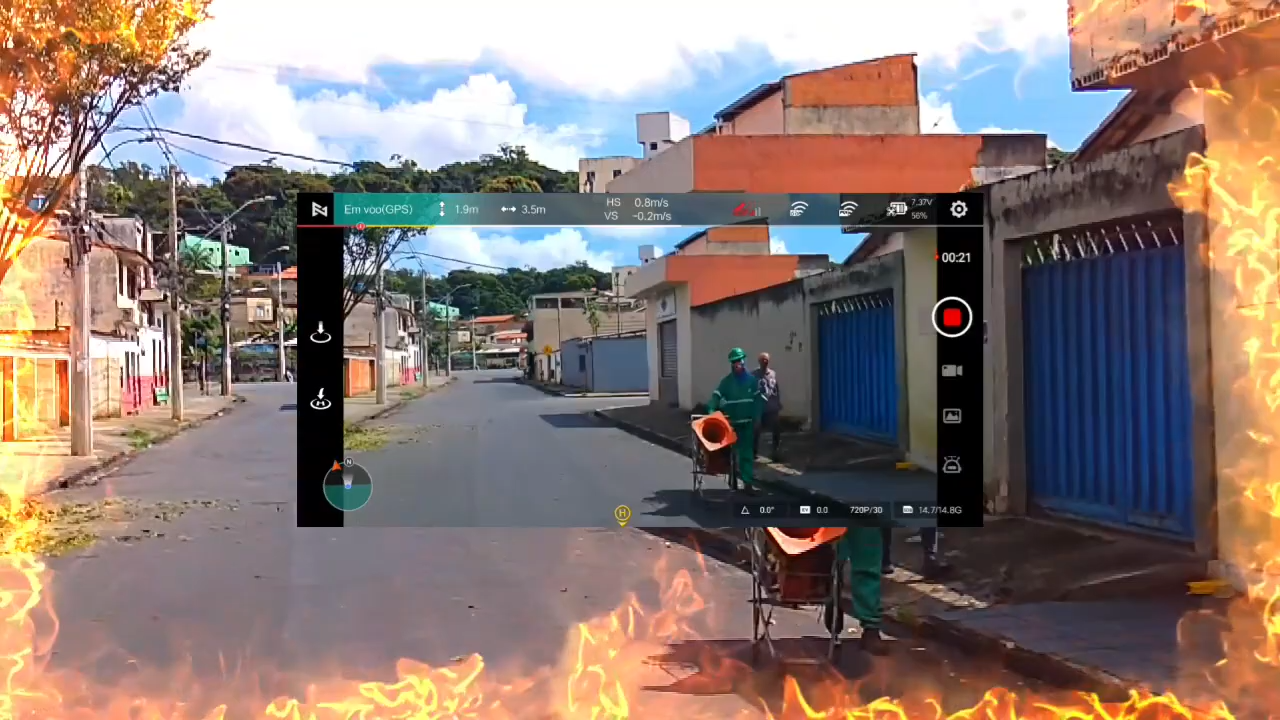 Em voo(GPS)
1.9m
3.5m
HS 0.8m/s
VS -0.2m/s
7.37V
56%
00:21
N
H
0.0°
EV 0.0
720P/30
14.7/14.8G